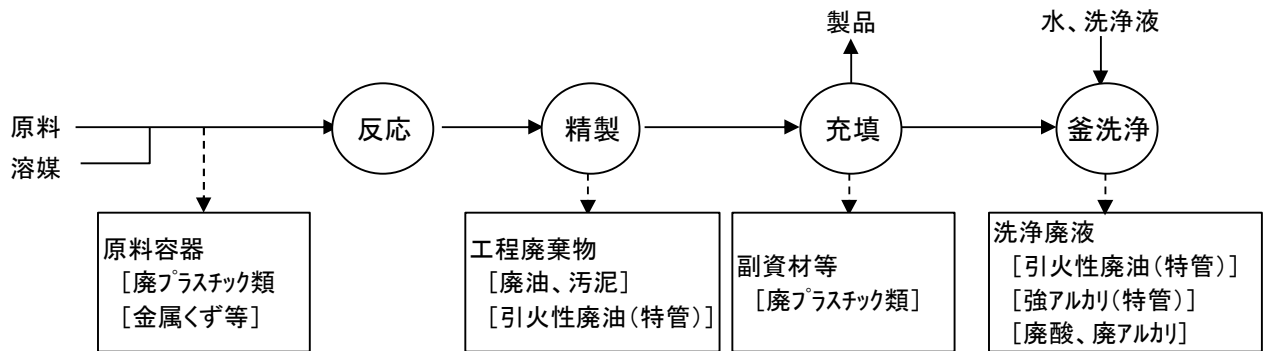 製品
水、洗浄液
原料
溶媒
反応
精製
充填
釜洗浄
原料容器
[廃プラスチック類
[金属くず等]
工程廃棄物
[廃油、汚泥]
[引火性廃油(特管)]
副資材等
[廃プラスチック類]
洗浄廃液
[引火性廃油(特管)]
[強アルカリ(特管)]
[廃酸、廃アルカリ]